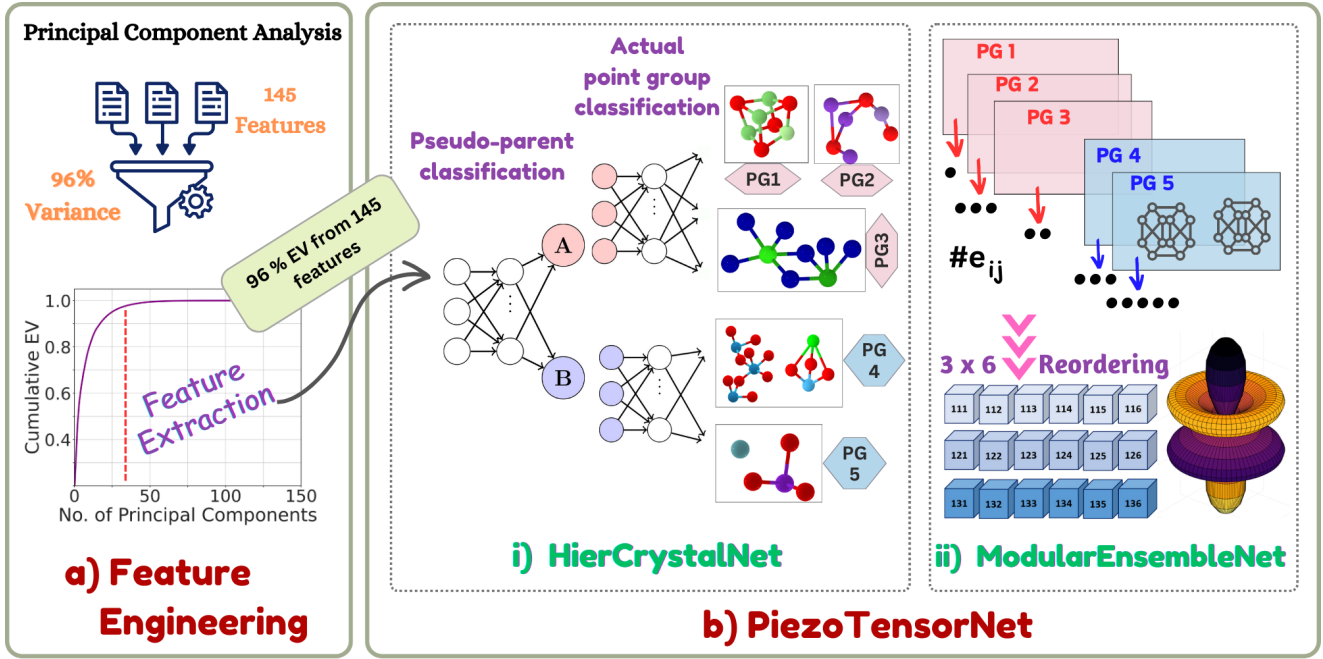 Principal Component Analysis
145
Features
96%
Variance
96 % EV from 145
features
Cumulative EV
1.0
0.8
0.6
0.4
0
50
100
150
No. of Principal Components
Feature
Extraction
a) Feature
Engineering
Pseudo-parent
classification
Actual
point group
classification
A
B
PG1
PG2
PG3
PG
4
PG
5
i) HierCrystalNet
PG 1
PG 2
PG 3
PG 4
PG 5
#eij
3 x 6 Reordering
111 112 113 114 115 116
121 122 123 124 125 126
131 132 133 134 135 136
ii) ModularEnsembleNet
b) PiezoTensorNet